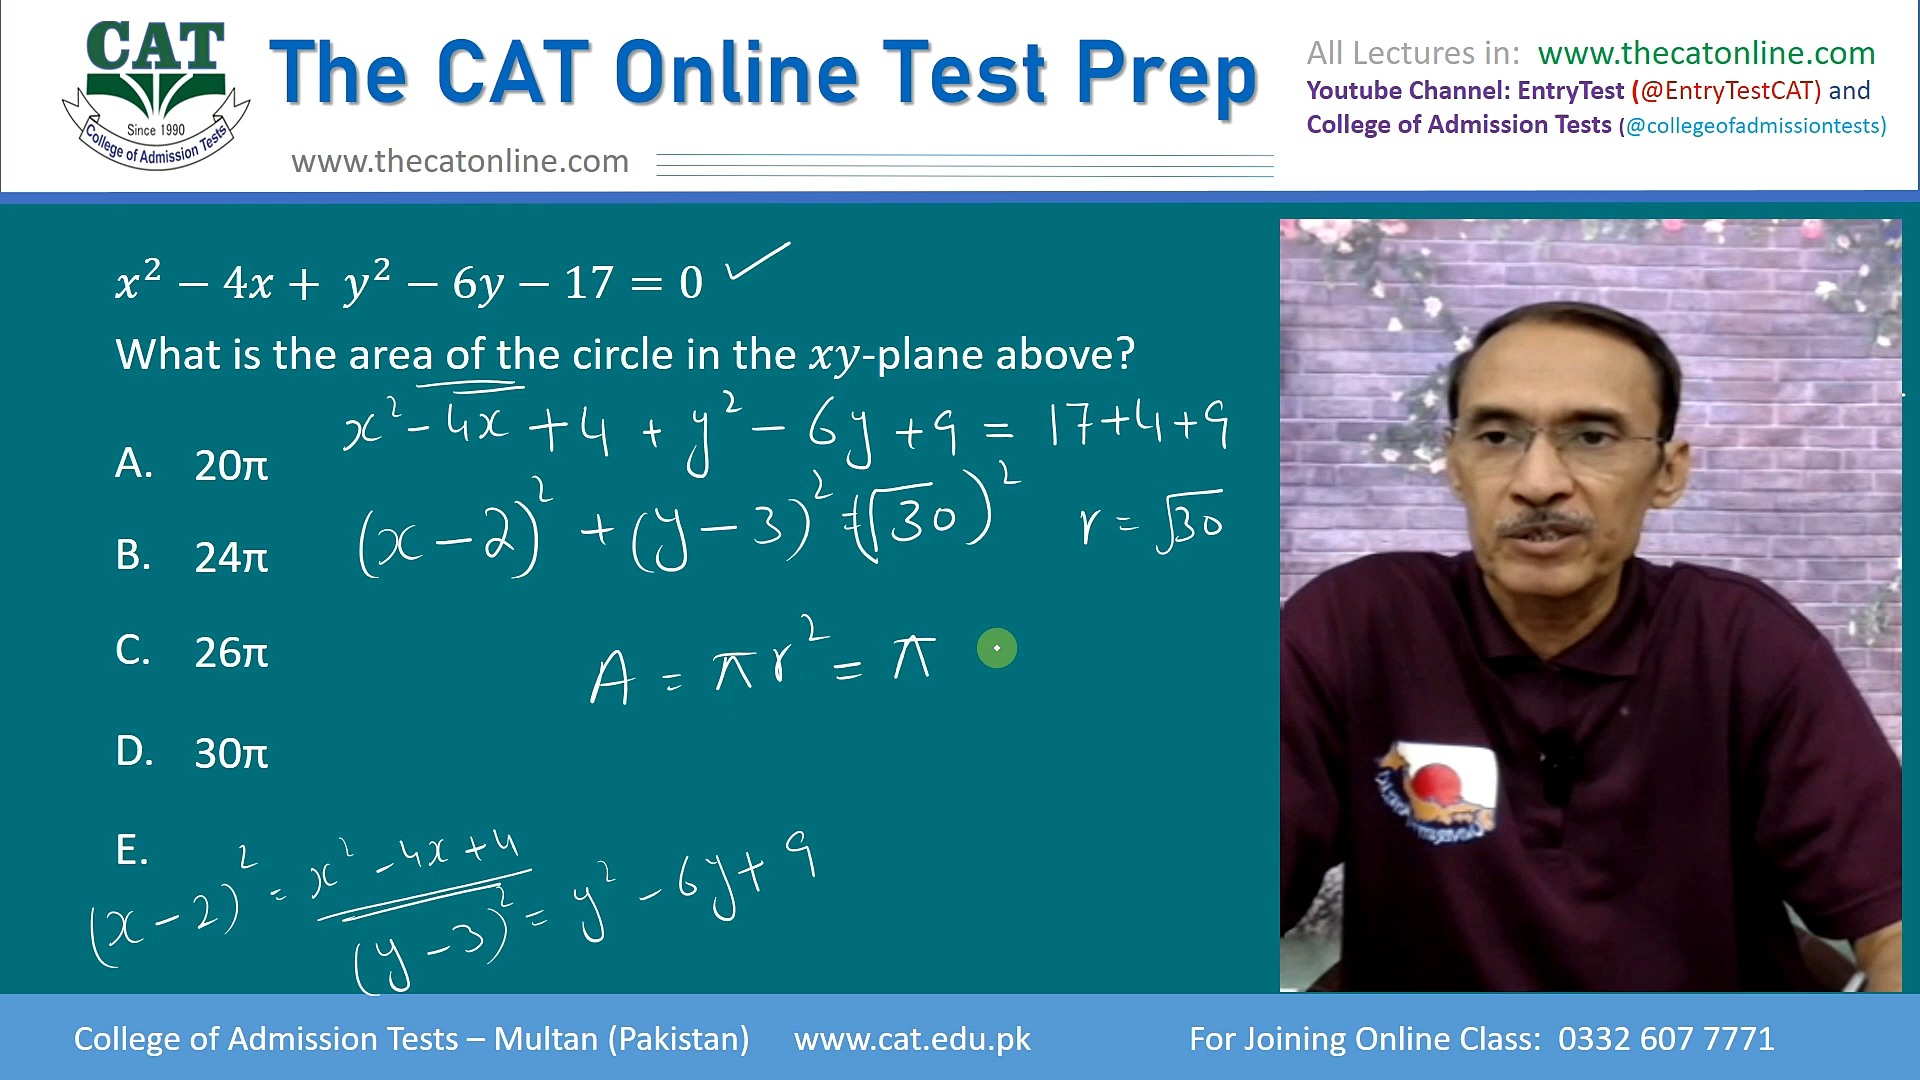 CAT
Since 1990
College of Admission Tests
The CAT Online Test Prep
www.thecatonline.com
All Lectures in: www.thecatonline.com
Youtube Channel: EntryTest (@EntryTestCAT) and
College of Admission Tests (@collegeofadmissiontests)
x² − 4x + y² − 6y − 17 = 0 ✓
What is the area of the circle in the xy-plane above?
x² − 4x + 4 + y² − 6y + 9 = 17 + 4 + 9
A. 20π
(x − 2)² + (y − 3)² = (√30)² r = √30
B. 24π
C. 26π
A = πr² = π
D. 30π
E.
(x − 2)² = x² − 4x + 4
(y − 3)² = y² − 6y + 9
College of Admission Tests – Multan (Pakistan) www.cat.edu.pk For Joining Online Class: 0332 607 7771